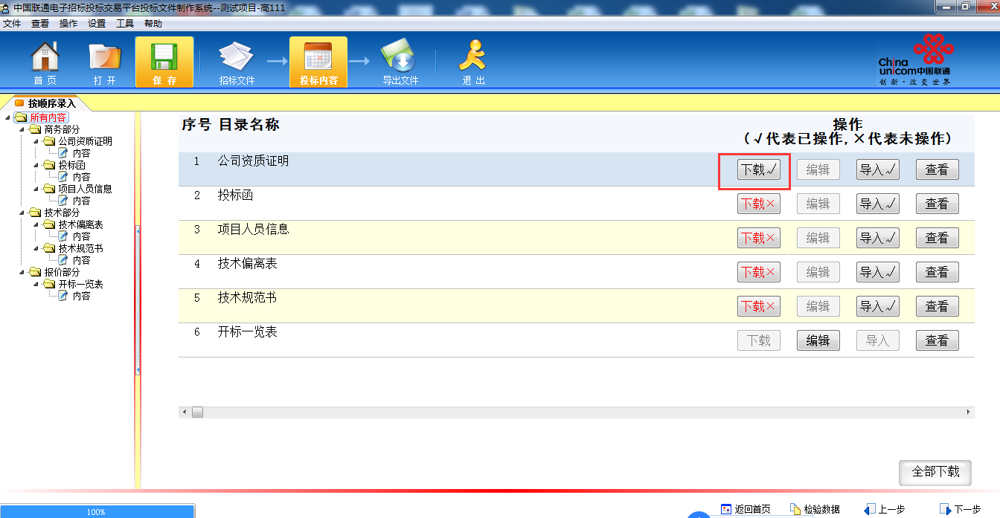 中国联通电子招标投标交易平台投标文件制作系统--测试项目-高111
文件 查看 操作 设置 工具 帮助
首 页 打 开 保 存 招标文件 投标内容 导出文件 退 出
China
unicom中国联通
创 新 · 改 变 世 界
按顺序录入
所有内容
商务部分
公司资质证明
内容
投标函
内容
项目人员信息
内容
技术部分
技术偏离表
内容
技术规范书
内容
报价部分
开标一览表
内容
序号 目录名称 操作
（√代表已操作,×代表未操作）
1 公司资质证明 下载√ 编辑 导入√ 查看
2 投标函 下载× 编辑 导入√ 查看
3 项目人员信息 下载× 编辑 导入√ 查看
4 技术偏离表 下载× 编辑 导入√ 查看
5 技术规范书 下载× 编辑 导入√ 查看
6 开标一览表 下载 编辑 导入 查看
全部下载
100% 返回首页 检验数据 上一步 下一步